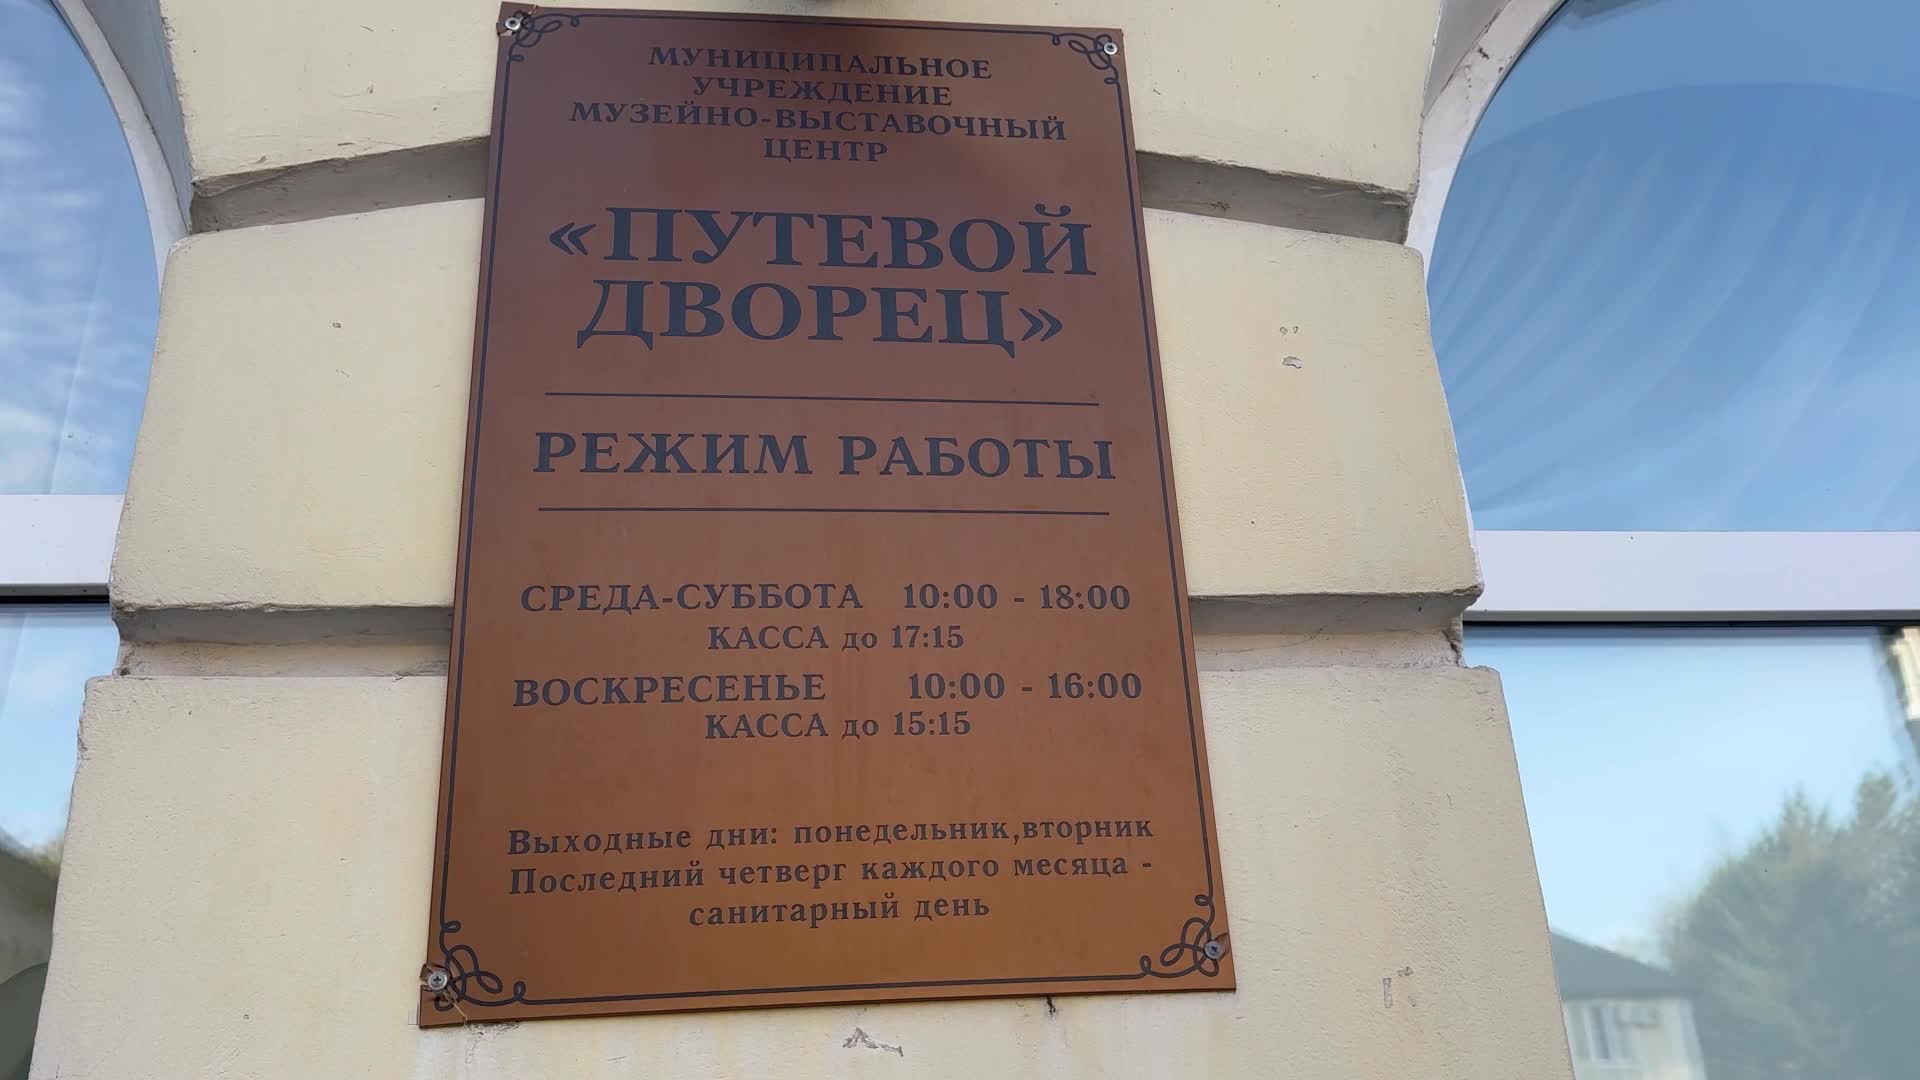 МУНИЦИПАЛЬНОЕ
УЧРЕЖДЕНИЕ
МУЗЕЙНО-ВЫСТАВОЧНЫЙ
ЦЕНТР
«ПУТЕВОЙ
ДВОРЕЦ»
РЕЖИМ РАБОТЫ
СРЕДА-СУББОТА 10:00 - 18:00
КАССА до 17:15
ВОСКРЕСЕНЬЕ 10:00 - 16:00
КАССА до 15:15
Выходные дни: понедельник,вторник
Последний четверг каждого месяца -
санитарный день